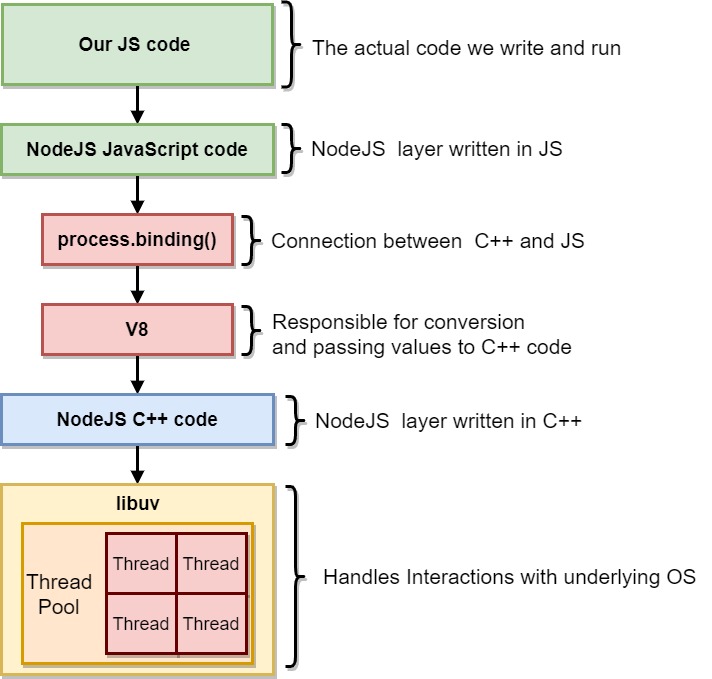 Our JS code
The actual code we write and run
NodeJS JavaScript code
NodeJS layer written in JS
process.binding()
Connection between C++ and JS
V8
Responsible for conversion
and passing values to C++ code
NodeJS C++ code
NodeJS layer written in C++
libuv
Thread Pool
Thread
Thread
Thread
Thread
Handles Interactions with underlying OS